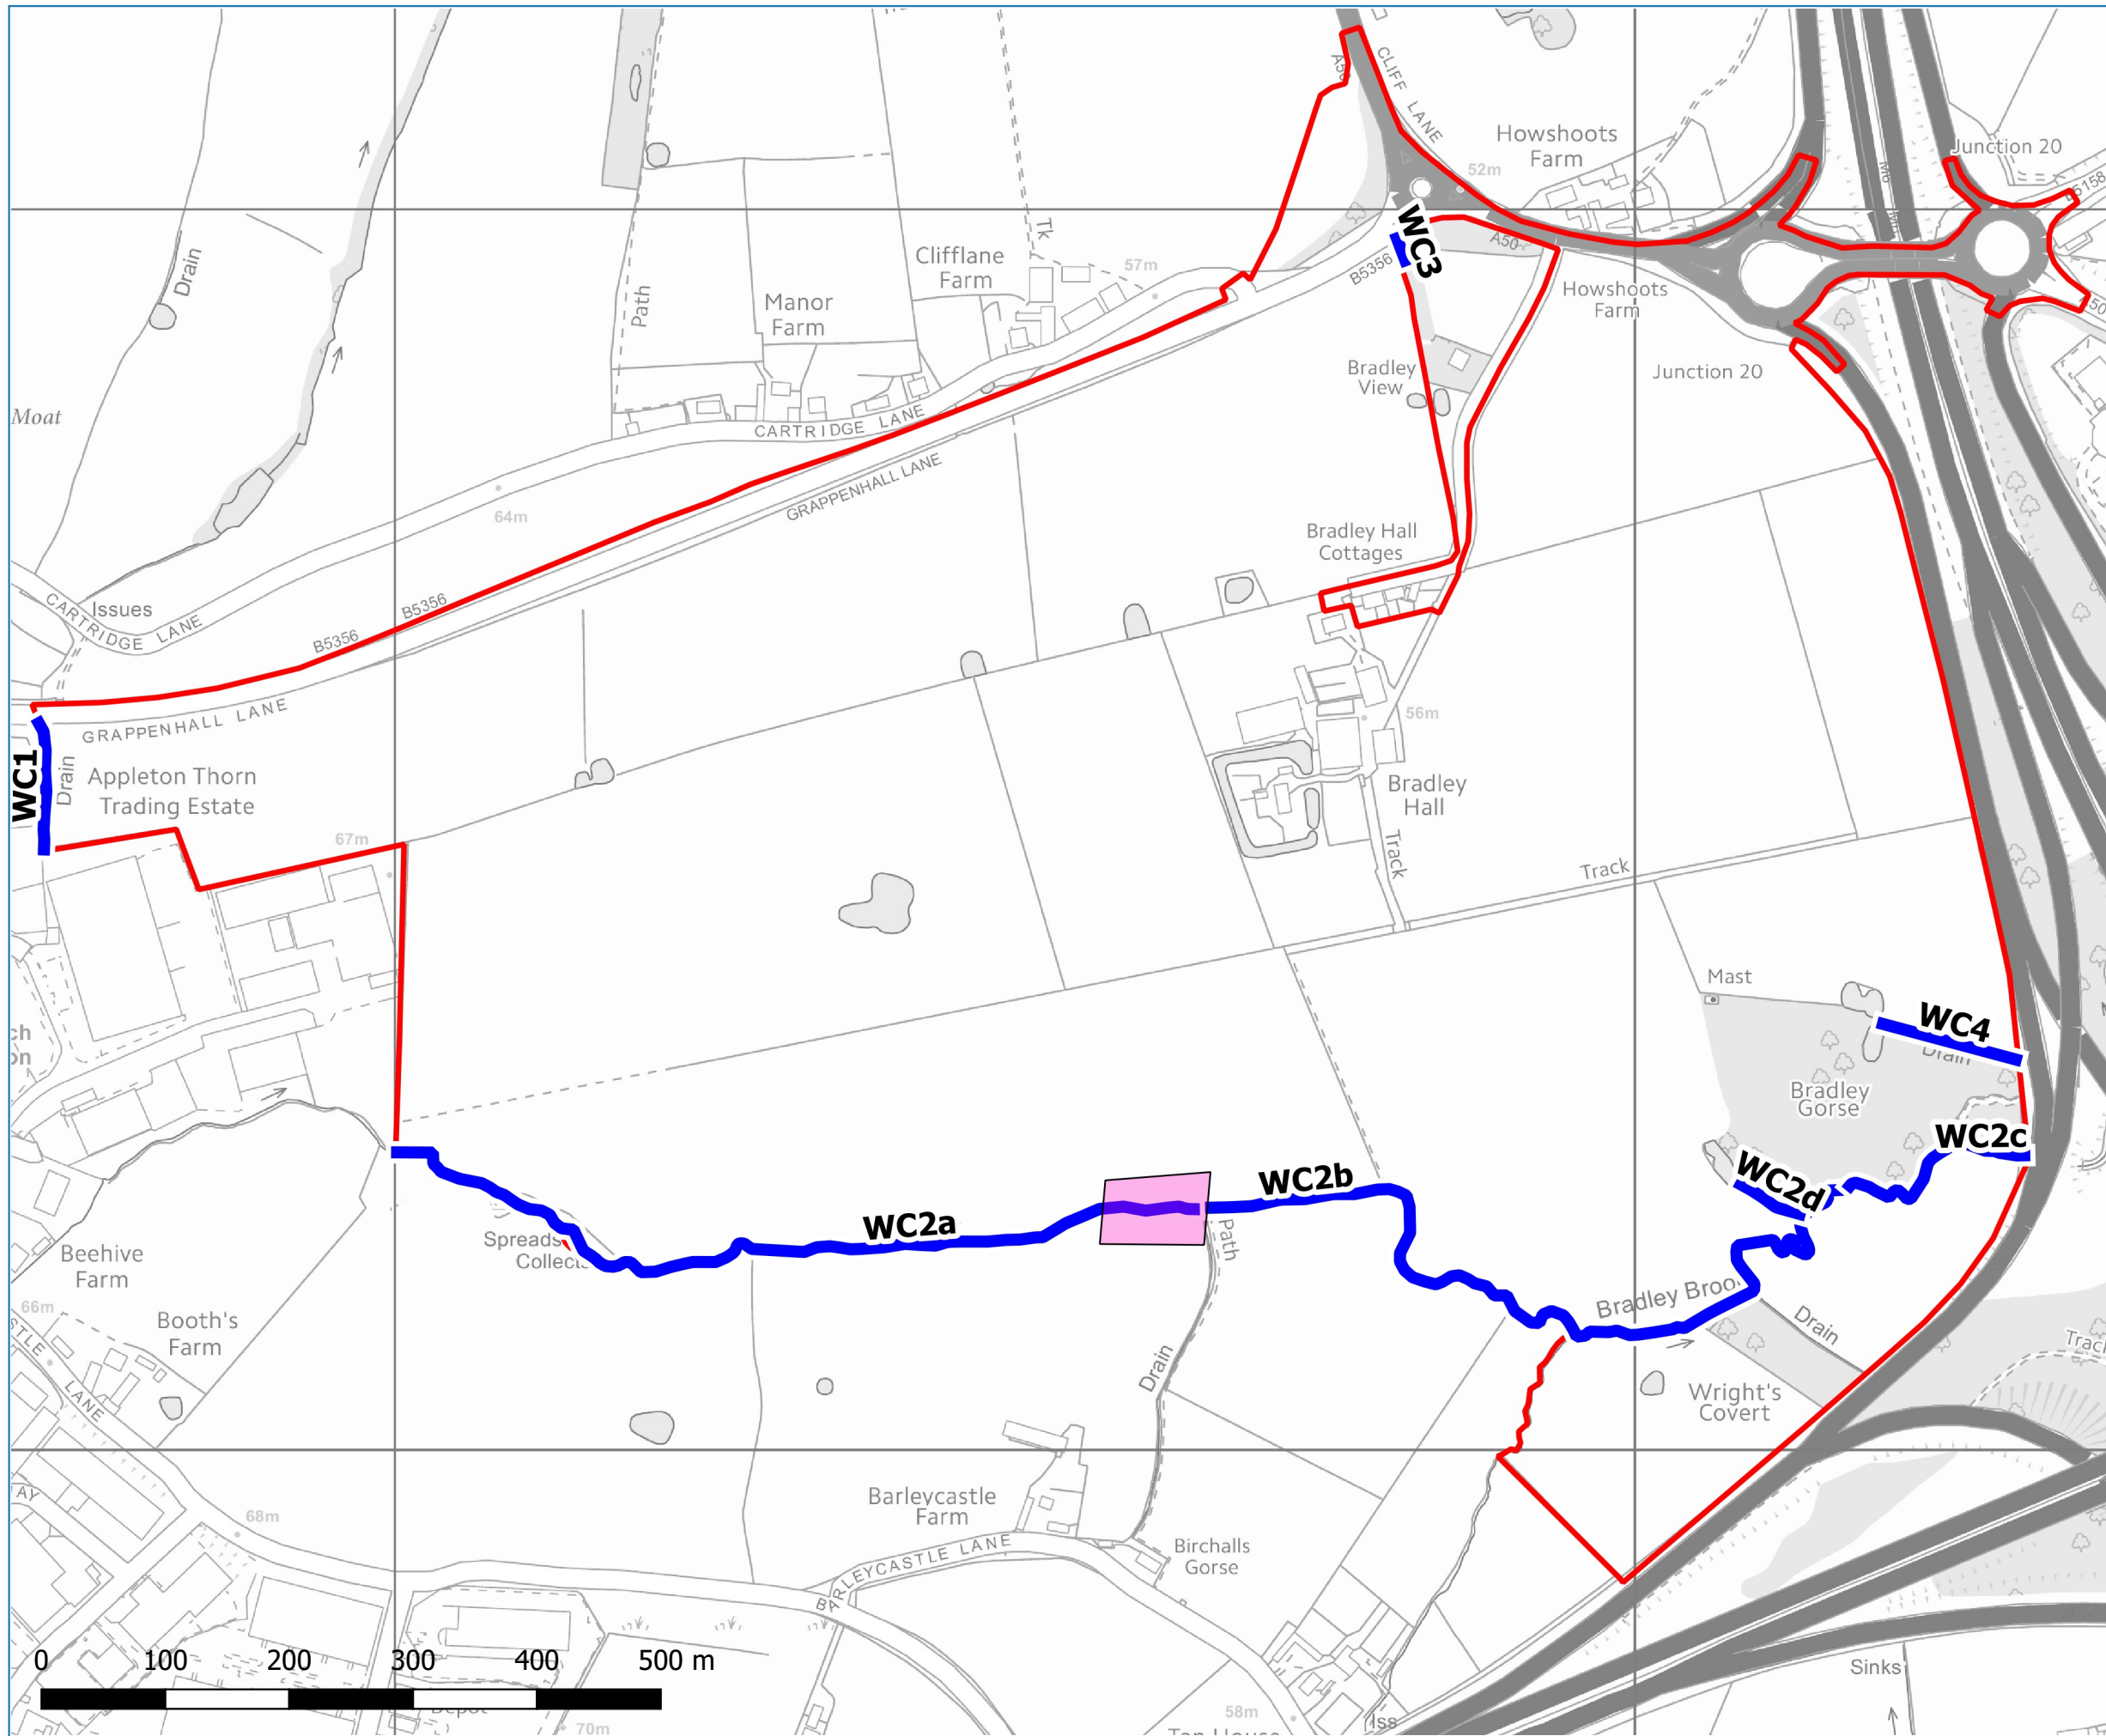 CLIFF LANE
Howshoots
Farm
52m
Junction 20
M6
Drain
Path
Tk
Clifflane
Farm
57m
Manor
Farm
WC3
B5356
A50
Howshoots
Farm
A50
Moat
Bradley
View
Junction 20
CARTRIDGE LANE
GRAPPENHALL LANE
64m
Bradley Hall
Cottages
Issues
CARTRIDGE LANE
B5356
B5356
GRAPPENHALL LANE
56m
WC1
Drain
Appleton Thorn
Trading Estate
Bradley
Hall
67m
Track
Track
Mast
WC4
Drain
Bradley
Gorse
WC2c
WC2d
WC2b
WC2a
Path
Spreads
Collects
Beehive
Farm
66m
Booth's
Farm
Bradley Broo
Drain
Drain
Track
Wright's
Covert
LANE
Barleycastle
Farm
68m
Birchalls
Gorse
BARLEYCASTLE LANE
0 100 200 300 400 500 m
Sinks
58m
70m
Iss